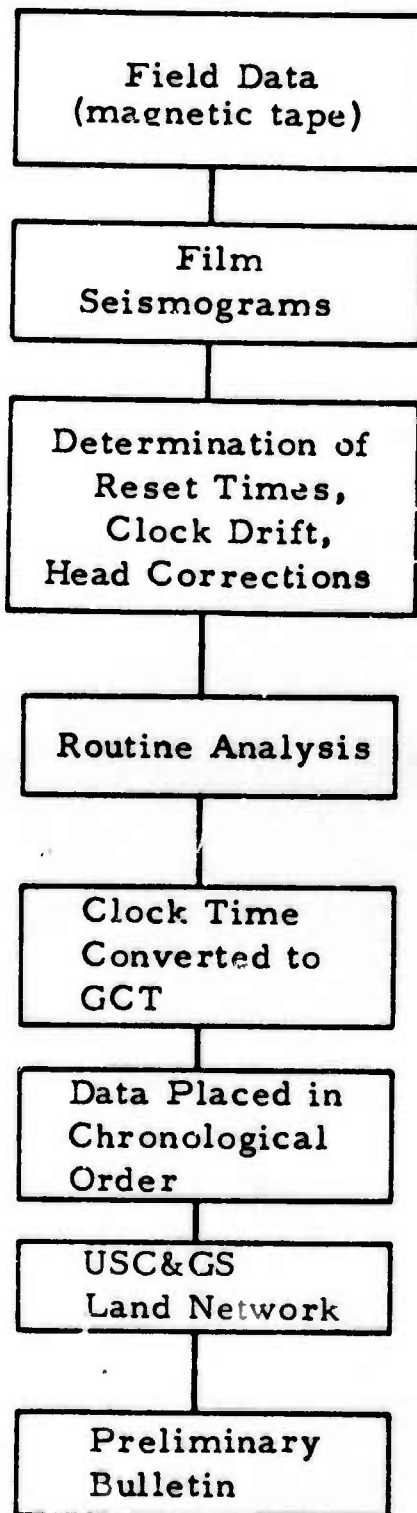 Field Data
(magnetic tape)
Film
Seismograms
Determination of
Reset Times,
Clock Drift,
Head Corrections
Routine Analysis
Clock Time
Converted to
GCT
Data Placed in
Chronological
Order
USC&GS
Land Network
Preliminary
Bulletin